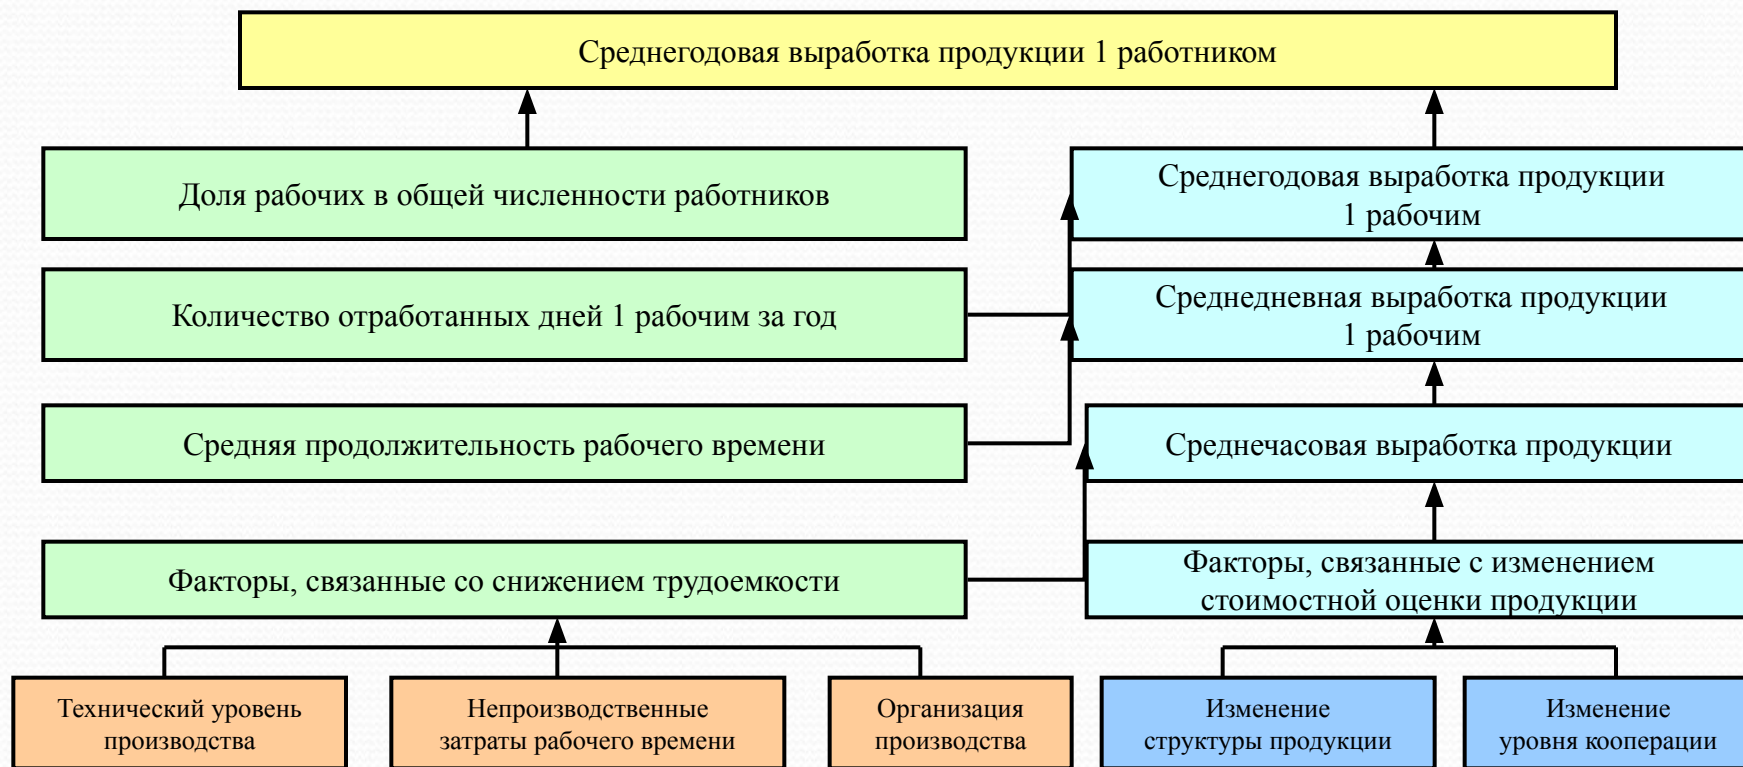 Среднегодовая выработка продукции 1 работником
Доля рабочих в общей численности работников
Среднегодовая выработка продукции
1 рабочим
Количество отработанных дней 1 рабочим за год
Среднедневная выработка продукции
1 рабочим
Средняя продолжительность рабочего времени
Среднечасовая выработка продукции
Факторы, связанные со снижением трудоемкости
Факторы, связанные с изменением
стоимостной оценки продукции
Технический уровень
производства
Непроизводственные
затраты рабочего времени
Организация
производства
Изменение
структуры продукции
Изменение
уровня кооперации